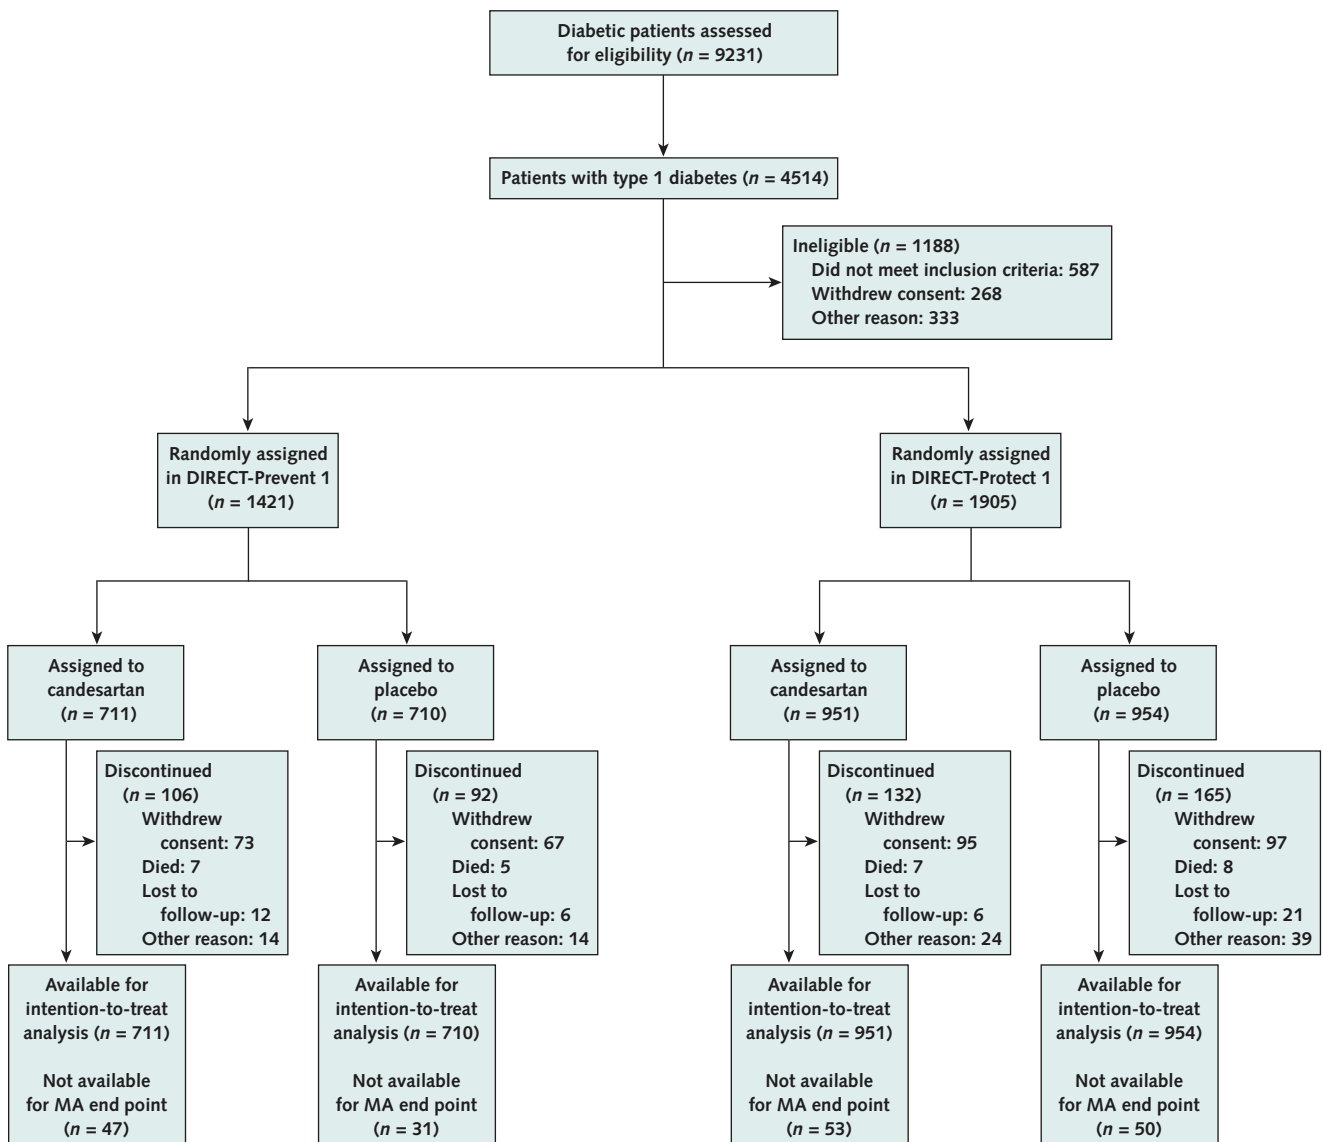 Diabetic patients assessed
for eligibility (n = 9231)
Patients with type 1 diabetes (n = 4514)
Ineligible (n = 1188)
Did not meet inclusion criteria: 587
Withdrew consent: 268
Other reason: 333
Randomly assigned
in DIRECT-Prevent 1
(n = 1421)
Randomly assigned
in DIRECT-Protect 1
(n = 1905)
Assigned to
candesartan
(n = 711)
Assigned to
placebo
(n = 710)
Assigned to
candesartan
(n = 951)
Assigned to
placebo
(n = 954)
Discontinued
(n = 106)
Withdrew
consent: 73
Died: 7
Lost to
follow-up: 12
Other reason: 14
Discontinued
(n = 92)
Withdrew
consent: 67
Died: 5
Lost to
follow-up: 6
Other reason: 14
Discontinued
(n = 132)
Withdrew
consent: 95
Died: 7
Lost to
follow-up: 6
Other reason: 24
Discontinued
(n = 165)
Withdrew
consent: 97
Died: 8
Lost to
follow-up: 21
Other reason: 39
Available for
intention-to-treat
analysis (n = 711)
Not available
for MA end point
(n = 47)
Available for
intention-to-treat
analysis (n = 710)
Not available
for MA end point
(n = 31)
Available for
intention-to-treat
analysis (n = 951)
Not available
for MA end point
(n = 53)
Available for
intention-to-treat
analysis (n = 954)
Not available
for MA end point
(n = 50)